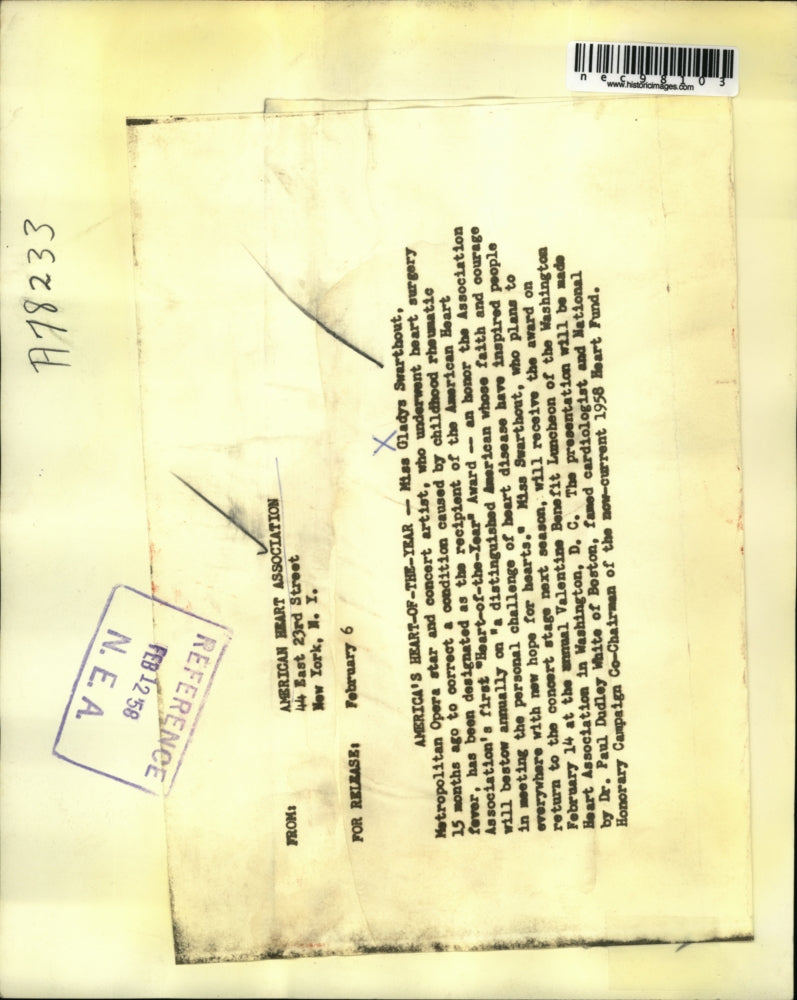 nec98103
www.historicimages.com
A78233
REFERENCE
FEB 12 '58
N. E. A.
FROM: AMERICAN HEART ASSOCIATION
44 East 23rd Street
New York, N. Y.
FOR RELEASE: February 6
X
AMERICA'S HEART-OF-THE-YEAR -- Miss Gladys Swarthout,
Metropolitan Opera star and concert artist, who underwent heart surgery
15 months ago to correct a condition caused by childhood rheumatic
fever, has been designated as the recipient of the American Heart
Association's first "Heart-of-the-Year" Award -- an honor the Association
will bestow annually on "a distinguished American whose faith and courage
in meeting the personal challenge of heart disease have inspired people
everywhere with new hope for hearts." Miss Swarthout, who plans to
return to the concert stage next season, will receive the award on
February 14 at the annual Valentine Benefit Luncheon of the Washington
Heart Association in Washington, D. C. The presentation will be made
by Dr. Paul Dudley White of Boston, famed cardiologist and National
Honorary Campaign Co-Chairman of the now-current 1958 Heart Fund.